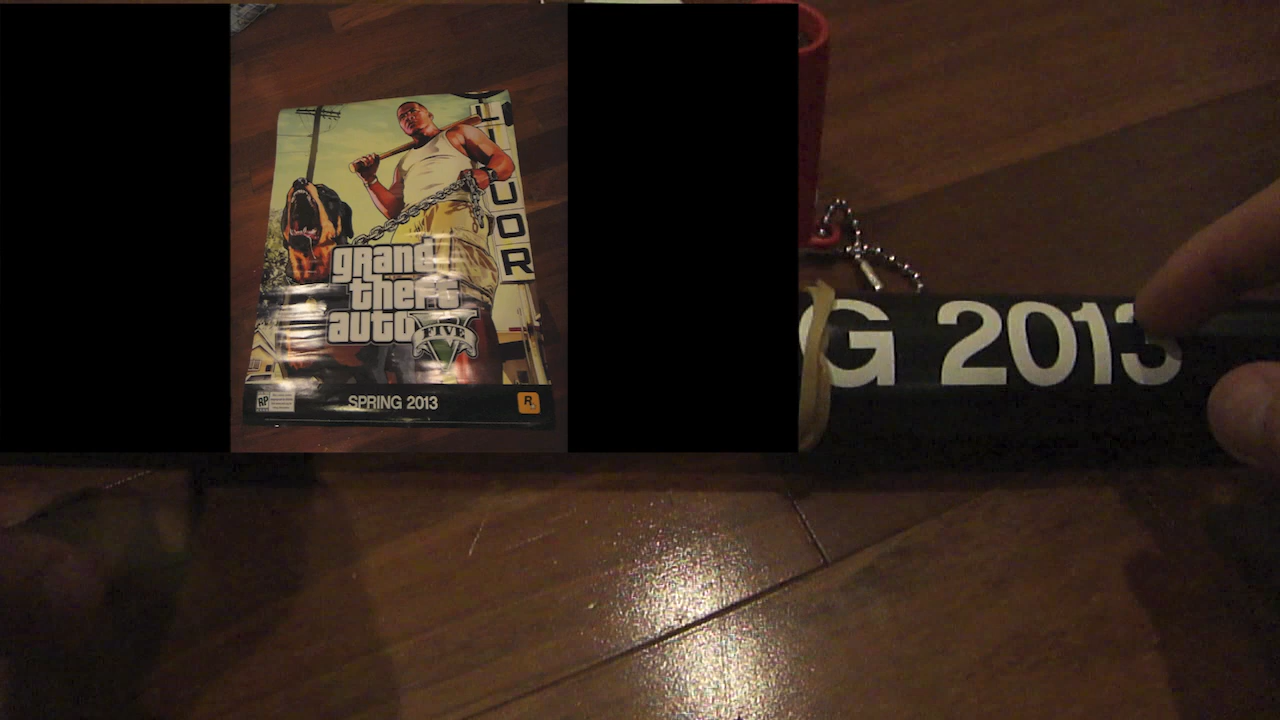 LIQUOR
grand
theft
auto
FIVE
RP
SPRING 2013
R
G 2013